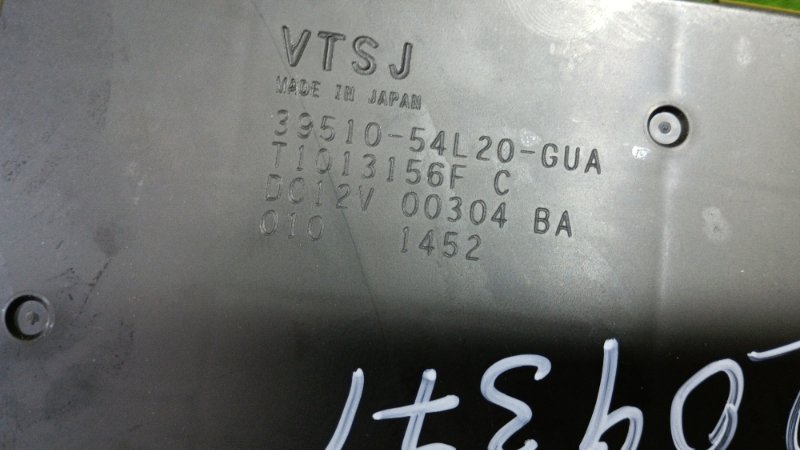 VTSJ
MADE IN JAPAN
39510-54L20-GUA
T1013156F C
DC12V 00304 BA
010 1452